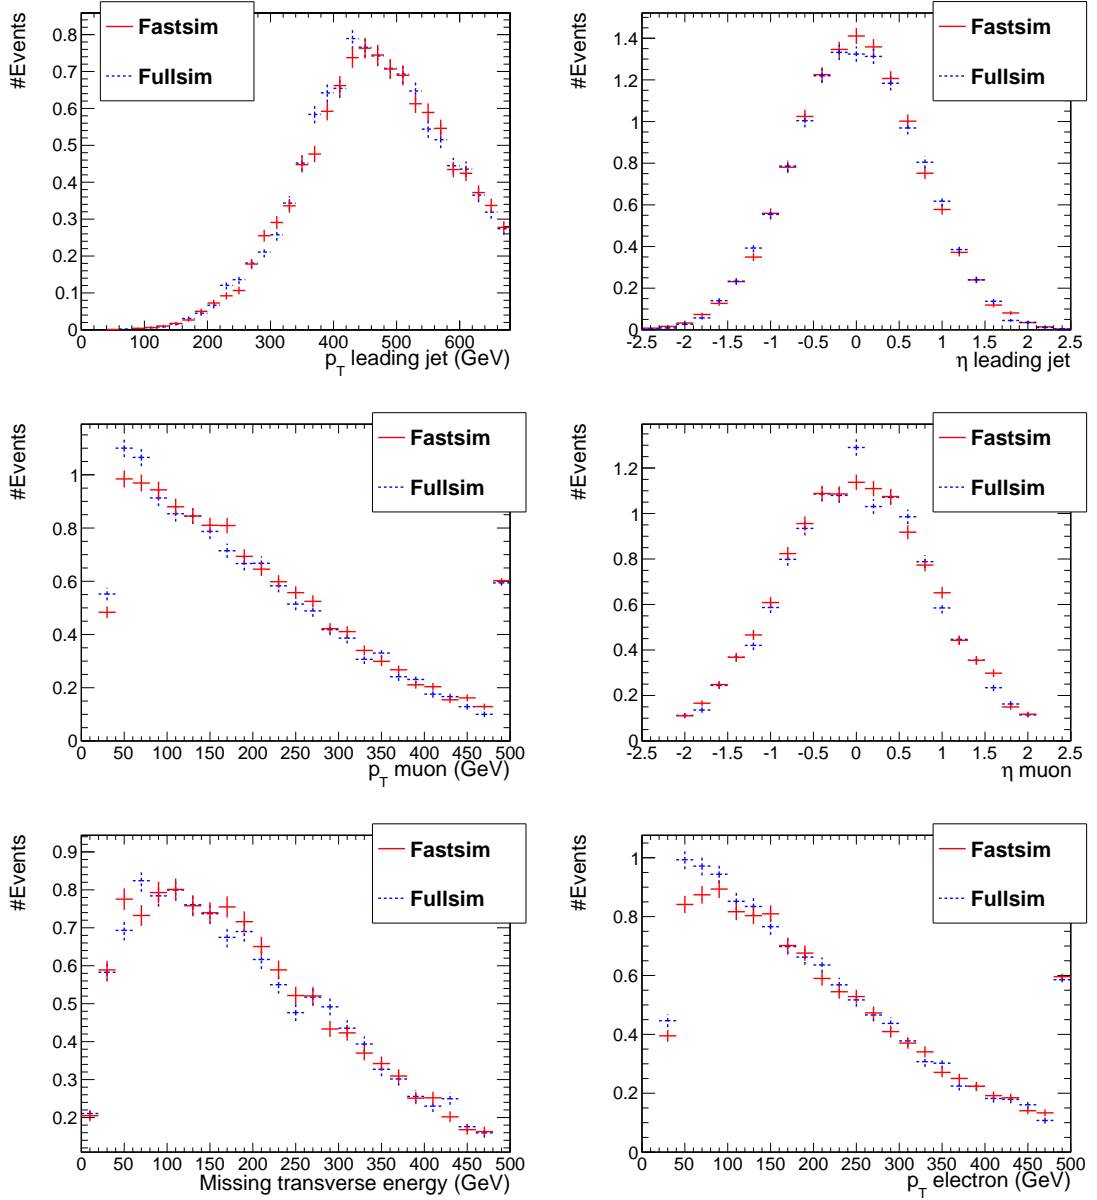 #Events
0.8
0.7
0.6
0.5
0.4
0.3
0.2
0.1
0
Fastsim
Fullsim
0 100 200 300 400 500 600
p_T leading jet (GeV)
#Events
1.4
1.2
1
0.8
0.6
0.4
0.2
0
Fastsim
Fullsim
-2.5 -2 -1.5 -1 -0.5 0 0.5 1 1.5 2 2.5
η leading jet
#Events
1
0.8
0.6
0.4
0.2
0
Fastsim
Fullsim
0 50 100 150 200 250 300 350 400 450 500
p_T muon (GeV)
#Events
1.2
1
0.8
0.6
0.4
0.2
0
Fastsim
Fullsim
-2.5 -2 -1.5 -1 -0.5 0 0.5 1 1.5 2 2.5
η muon
#Events
0.9
0.8
0.7
0.6
0.5
0.4
0.3
0.2
Fastsim
Fullsim
0 50 100 150 200 250 300 350 400 450 500
Missing transverse energy (GeV)
#Events
1
0.8
0.6
0.4
0.2
0
Fastsim
Fullsim
0 50 100 150 200 250 300 350 400 450 500
p_T electron (GeV)